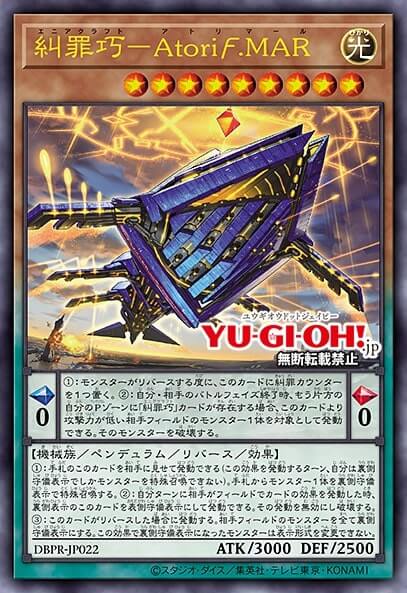 エニアクラフト アトリマール ひかり
糾罪巧－Atoriƒ.MAR 光
ユウギオウドットジェイピー
YU-GI-OH!.jp
無断転載禁止
①：モンスターがリバースする度に、このカードに糾罪カウンター
を1つ置く。②：自分・相手のバトルフェイズ終了時、もう片方の
自分のPゾーンに「糾罪巧」カードが存在する場合、このカードより
攻撃力が低い相手フィールドのモンスター1体を対象として発動
できる。そのモンスターを破壊する。
0 0
【機械族／ペンデュラム／リバース／効果】
①：手札のこのカードを相手に見せて発動できる（この効果を発動するターン、自分は裏側
守備表示でしかモンスターを特殊召喚できない）。手札からモンスター1体を裏側
守備表示で特殊召喚する。②：自分ターンに相手がフィールドでカードの効果を発動した時、
裏側表示のこのカードを表側守備表示にして発動できる。その発動を無効にし破壊する。
③：このカードがリバースした場合に発動する。相手フィールドのモンスターを全て裏側
守備表示にする。この効果で裏側守備表示になったモンスターは表示形式を変更できない。
DBPR-JP022 ATK/3000 DEF/2500
©スタジオ・ダイス／集英社・テレビ東京・KONAMI